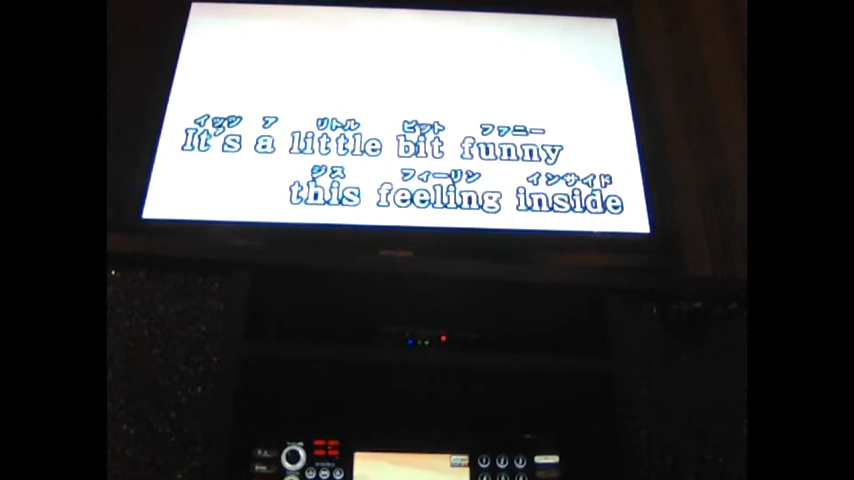 イッツ ア リトル ビット ファニー
It's a little bit funny
ジス フィーリン インサイド
this feeling inside